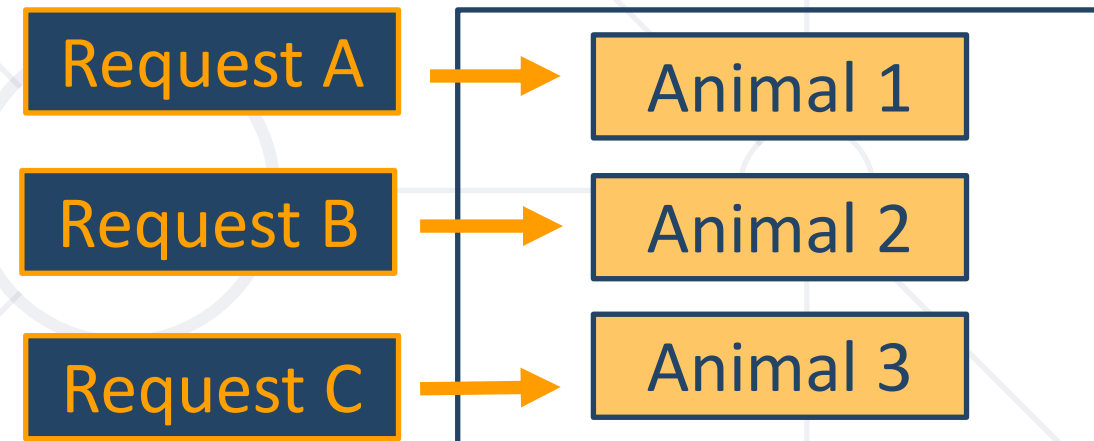 Request A
Animal 1
Request B
Animal 2
Request C
Animal 3